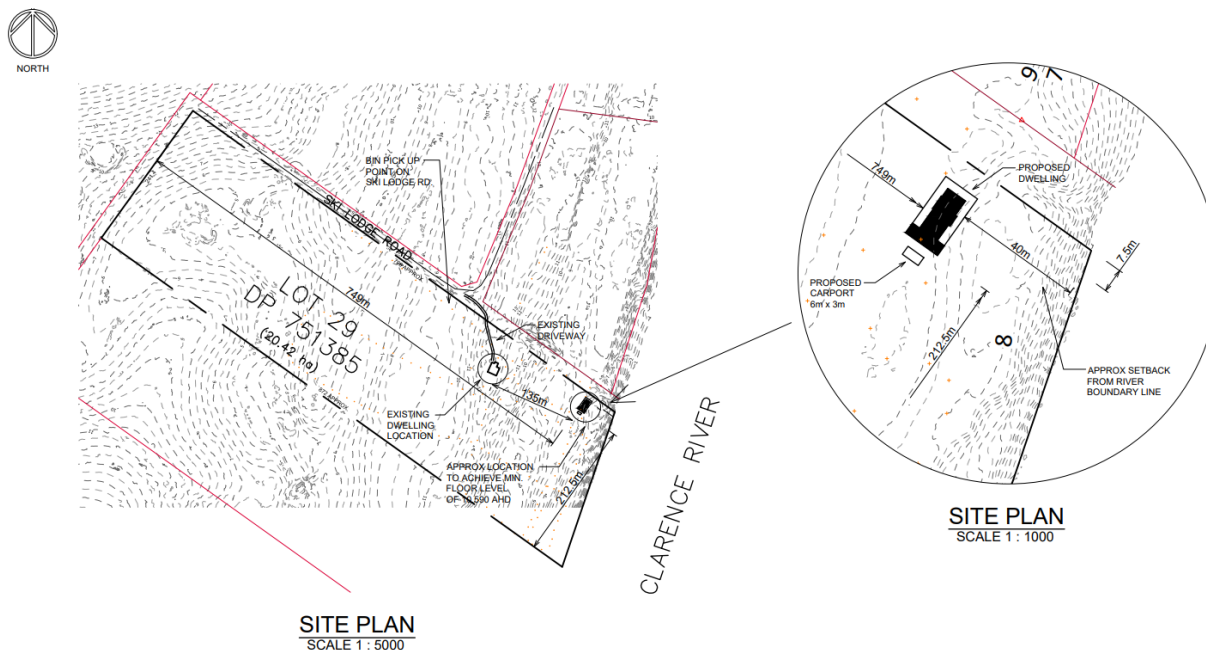 NORTH
BIN PICK UP
POINT ON
SKI LODGE RD
SKI LODGE ROAD
749m
LOT 29
DP 751385
(20.42 ha)
EXISTING
DRIVEWAY
135m
EXISTING
DWELLING
LOCATION
APPROX LOCATION
TO ACHIEVE MIN.
FLOOR LEVEL
212.5m
CLARENCE RIVER
SITE PLAN
SCALE 1 : 5000
9
7
749m
PROPOSED
DWELLING
40m
7.5m
PROPOSED
CARPORT
6m x 3m
212.5m
8
APPROX SETBACK
FROM RIVER
BOUNDARY LINE
SITE PLAN
SCALE 1 : 1000